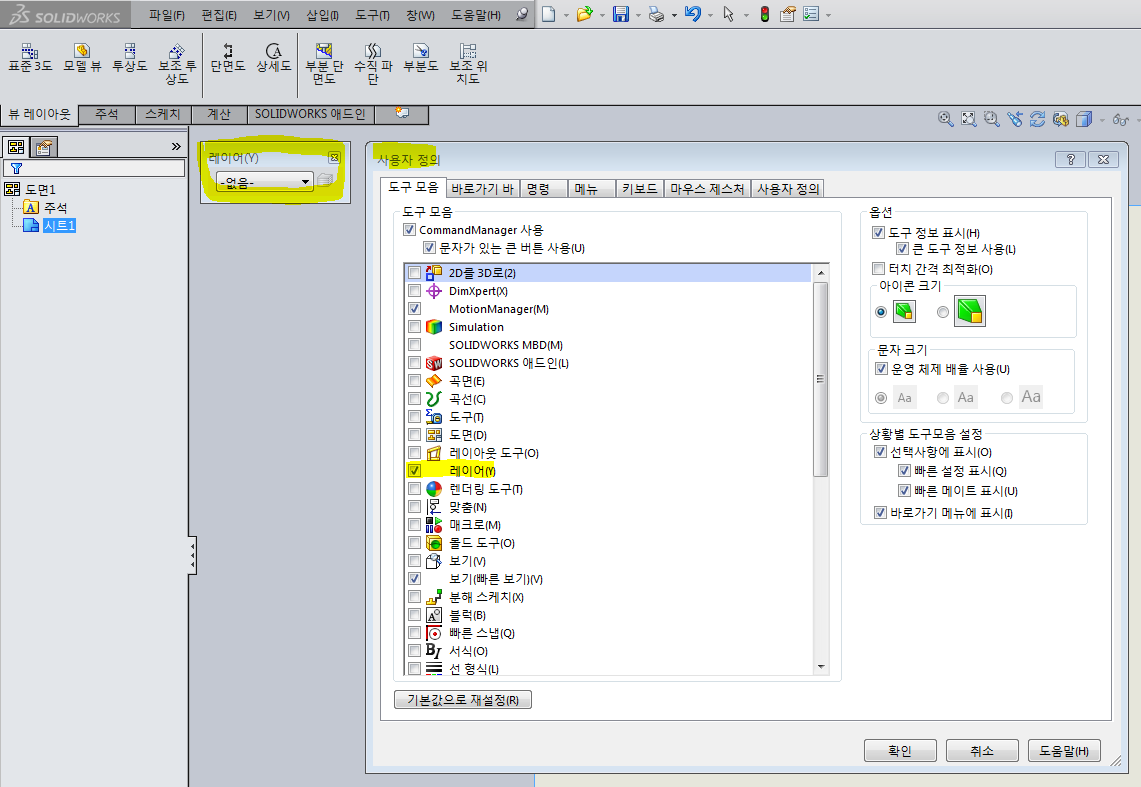 SOLIDWORKS 파일(F) 편집(E) 보기(V) 삽입(I) 도구(T) 창(W) 도움말(H)
표준 3도 모델 뷰 투상도 보조 투상도 단면도 상세도 부분 단면도 수직 파단 부분도 보조 위치도
뷰 레이아웃 주석 스케치 계산 SOLIDWORKS 애드인
도면1
주석
시트1
레이어(Y)
-없음-
사용자 정의
도구 모음 바로가기 바 명령 메뉴 키보드 마우스 제스처 사용자 정의
도구 모음
CommandManager 사용
문자가 있는 큰 버튼 사용(U)
2D를 3D로(2)
DimXpert(X)
MotionManager(M)
Simulation
SOLIDWORKS MBD(M)
SOLIDWORKS 애드인(L)
곡면(E)
곡선(C)
도구(T)
도면(D)
레이아웃 도구(O)
레이어(Y)
렌더링 도구(T)
맞춤(N)
매크로(M)
몰드 도구(O)
보기(V)
보기(빠른 보기)(V)
분해 스케치(X)
블럭(B)
빠른 스냅(Q)
서식(O)
선 형식(L)
기본값으로 재설정(R)
옵션
도구 정보 표시(H)
큰 도구 정보 사용(L)
터치 간격 최적화(O)
아이콘 크기
문자 크기
운영 체제 배율 사용(U)
Aa Aa Aa
상황별 도구모음 설정
선택사항에 표시(O)
빠른 설정 표시(Q)
빠른 메이트 표시(U)
바로가기 메뉴에 표시(I)
확인 취소 도움말(H)